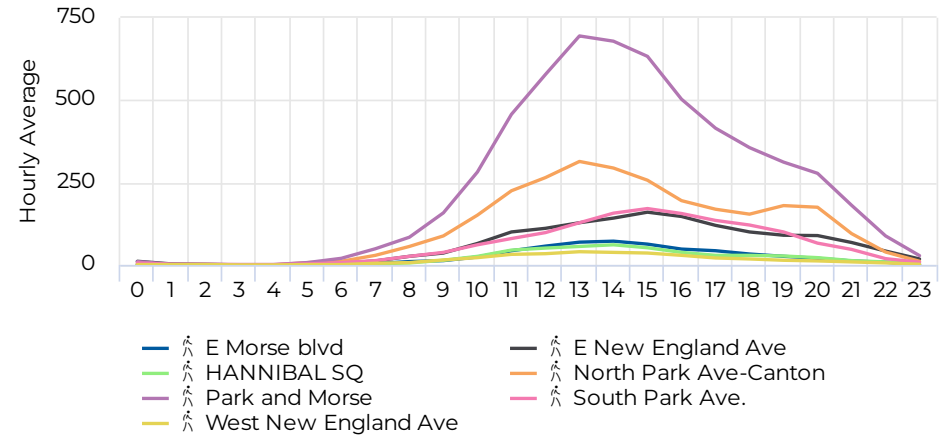 750
500
250
0
Hourly Average
0 1 2 3 4 5 6 7 8 9 10 11 12 13 14 15 16 17 18 19 20 21 22 23
E Morse blvd
E New England Ave
HANNIBAL SQ
North Park Ave-Canton
Park and Morse
South Park Ave.
West New England Ave